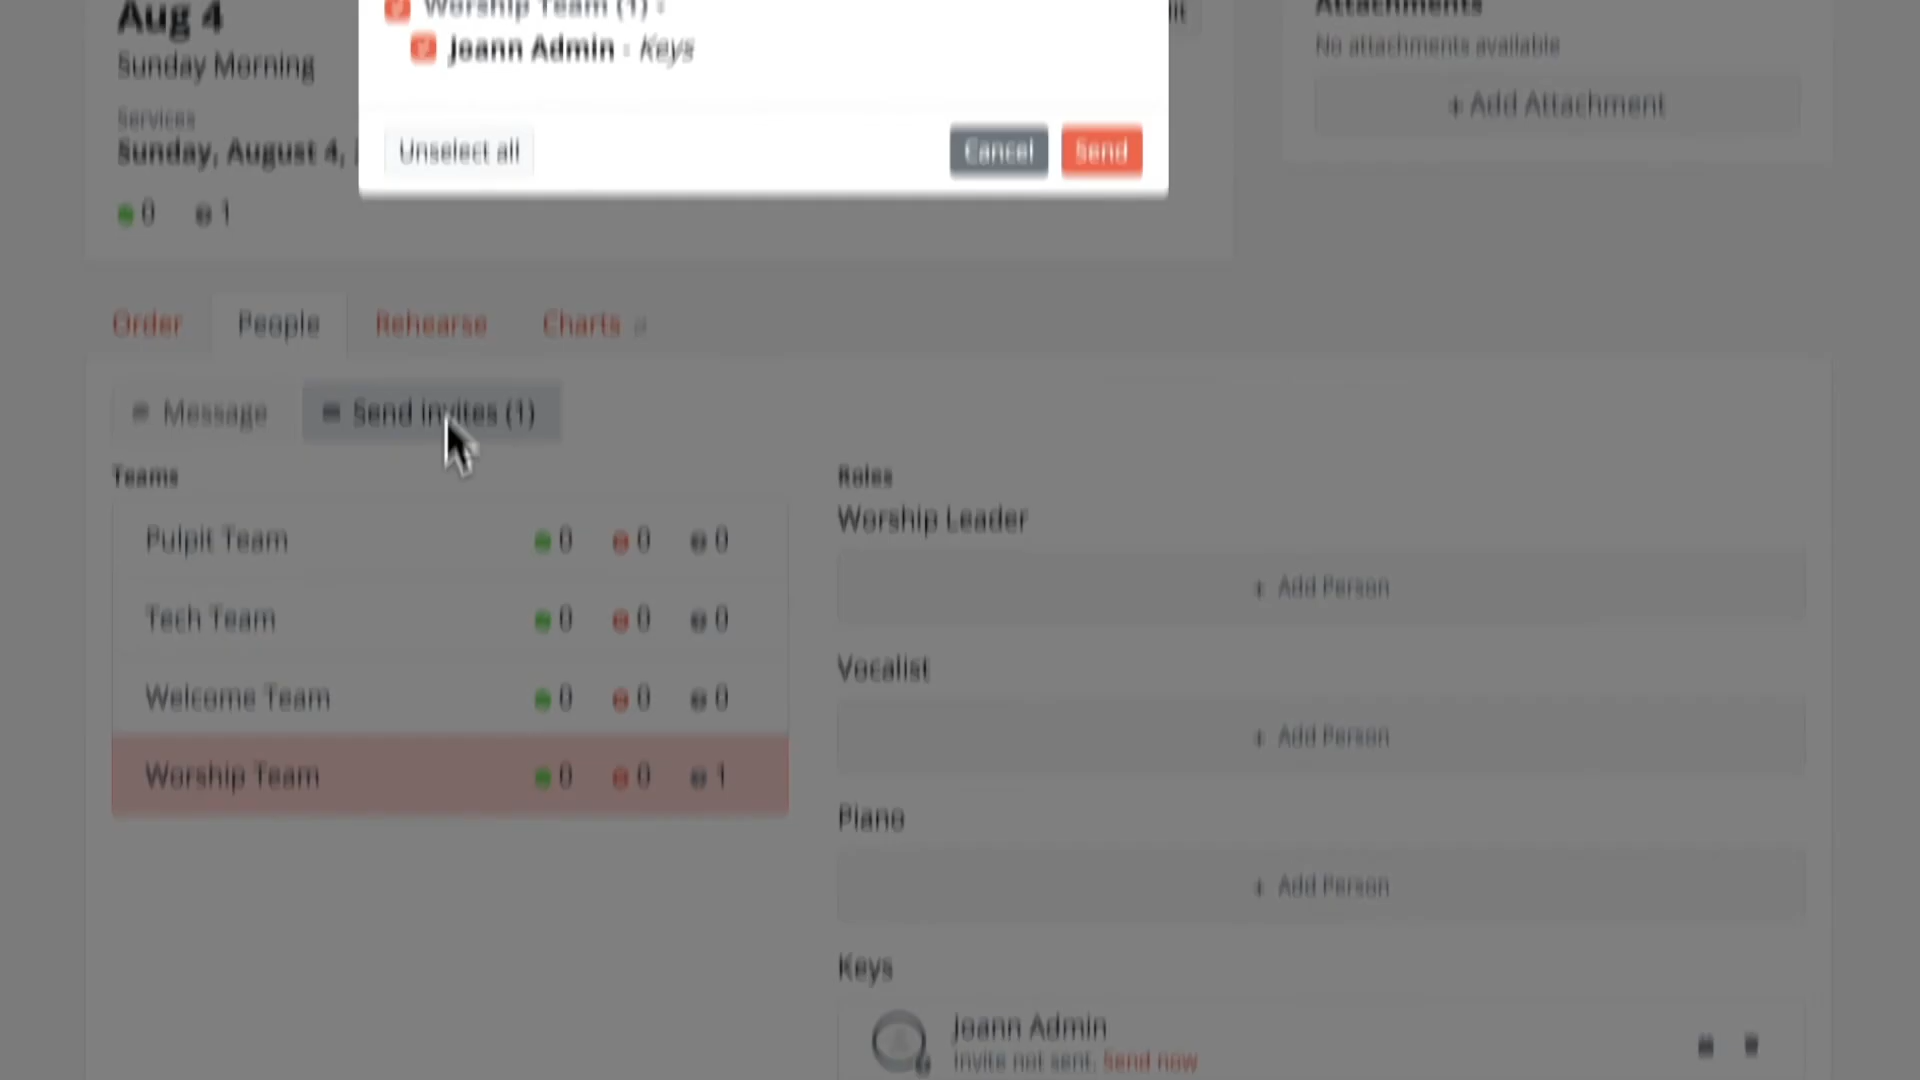 Aug 4
Sunday Morning
Services
Sunday, August 4,
0 1
Worship Team (1) :
Joann Admin - Keys
Unselect all
Cancel
Send
Attachments
No attachments available
+ Add Attachment
Order
People
Rehearse
Charts
Message
Send invites (1)
Teams
Pulpit Team 0 0 0
Tech Team 0 0 0
Welcome Team 0 0 0
Worship Team 0 0 1
Roles
Worship Leader
+ Add Person
Vocalist
+ Add Person
Piano
+ Add Person
Keys
Joann Admin
Invite not sent. Send now